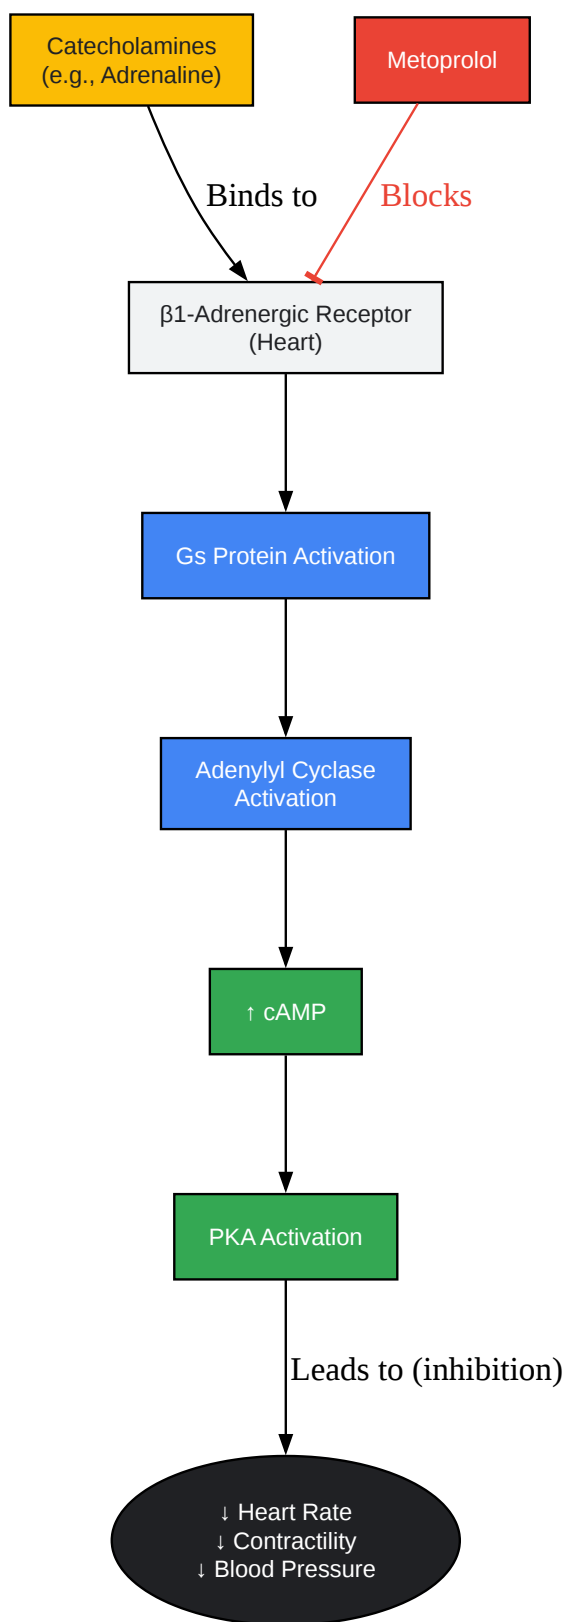 Catecholamines
(e.g., Adrenaline)
Metoprolol
Binds to
Blocks
β1-Adrenergic Receptor
(Heart)
Gs Protein Activation
Adenylyl Cyclase
Activation
↑ cAMP
PKA Activation
Leads to (inhibition)
↓ Heart Rate
↓ Contractility
↓ Blood Pressure